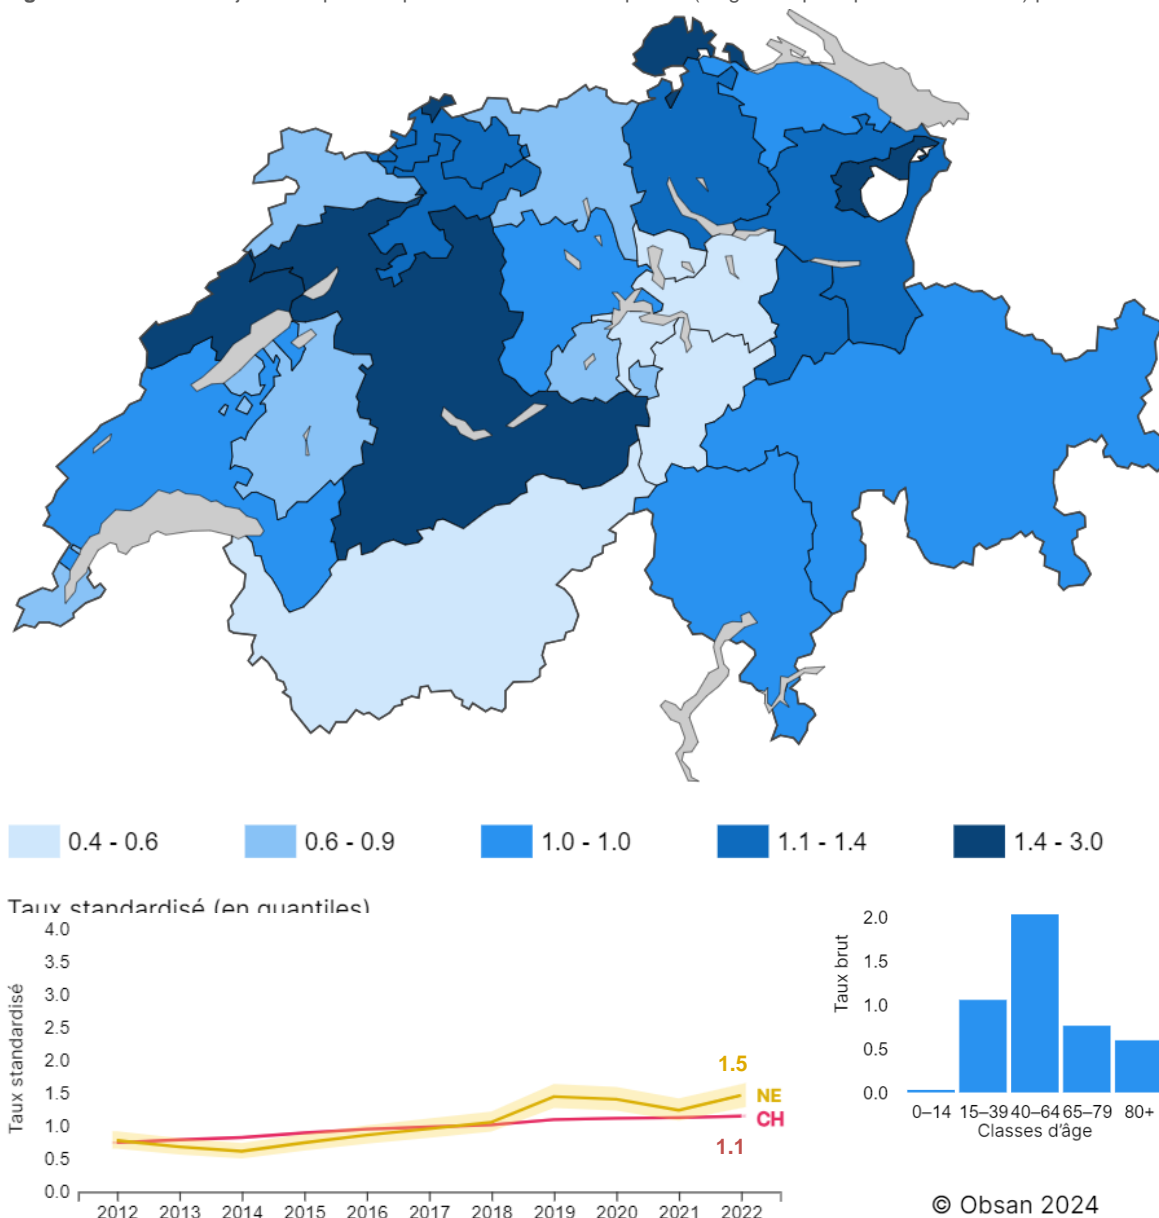 0.4 - 0.6
0.6 - 0.9
1.0 - 1.0
1.1 - 1.4
1.4 - 3.0
Taux standardisé (en quantiles)
Taux standardisé
4.0
3.5
3.0
2.5
2.0
1.5
1.0
0.5
0.0
1.5
NE
CH
1.1
2012 2013 2014 2015 2016 2017 2018 2019 2020 2021 2022
Taux brut
2.0
1.5
1.0
0.5
0.0
0–14 15–39 40–64 65–79 80+
Classes d'âge
© Obsan 2024